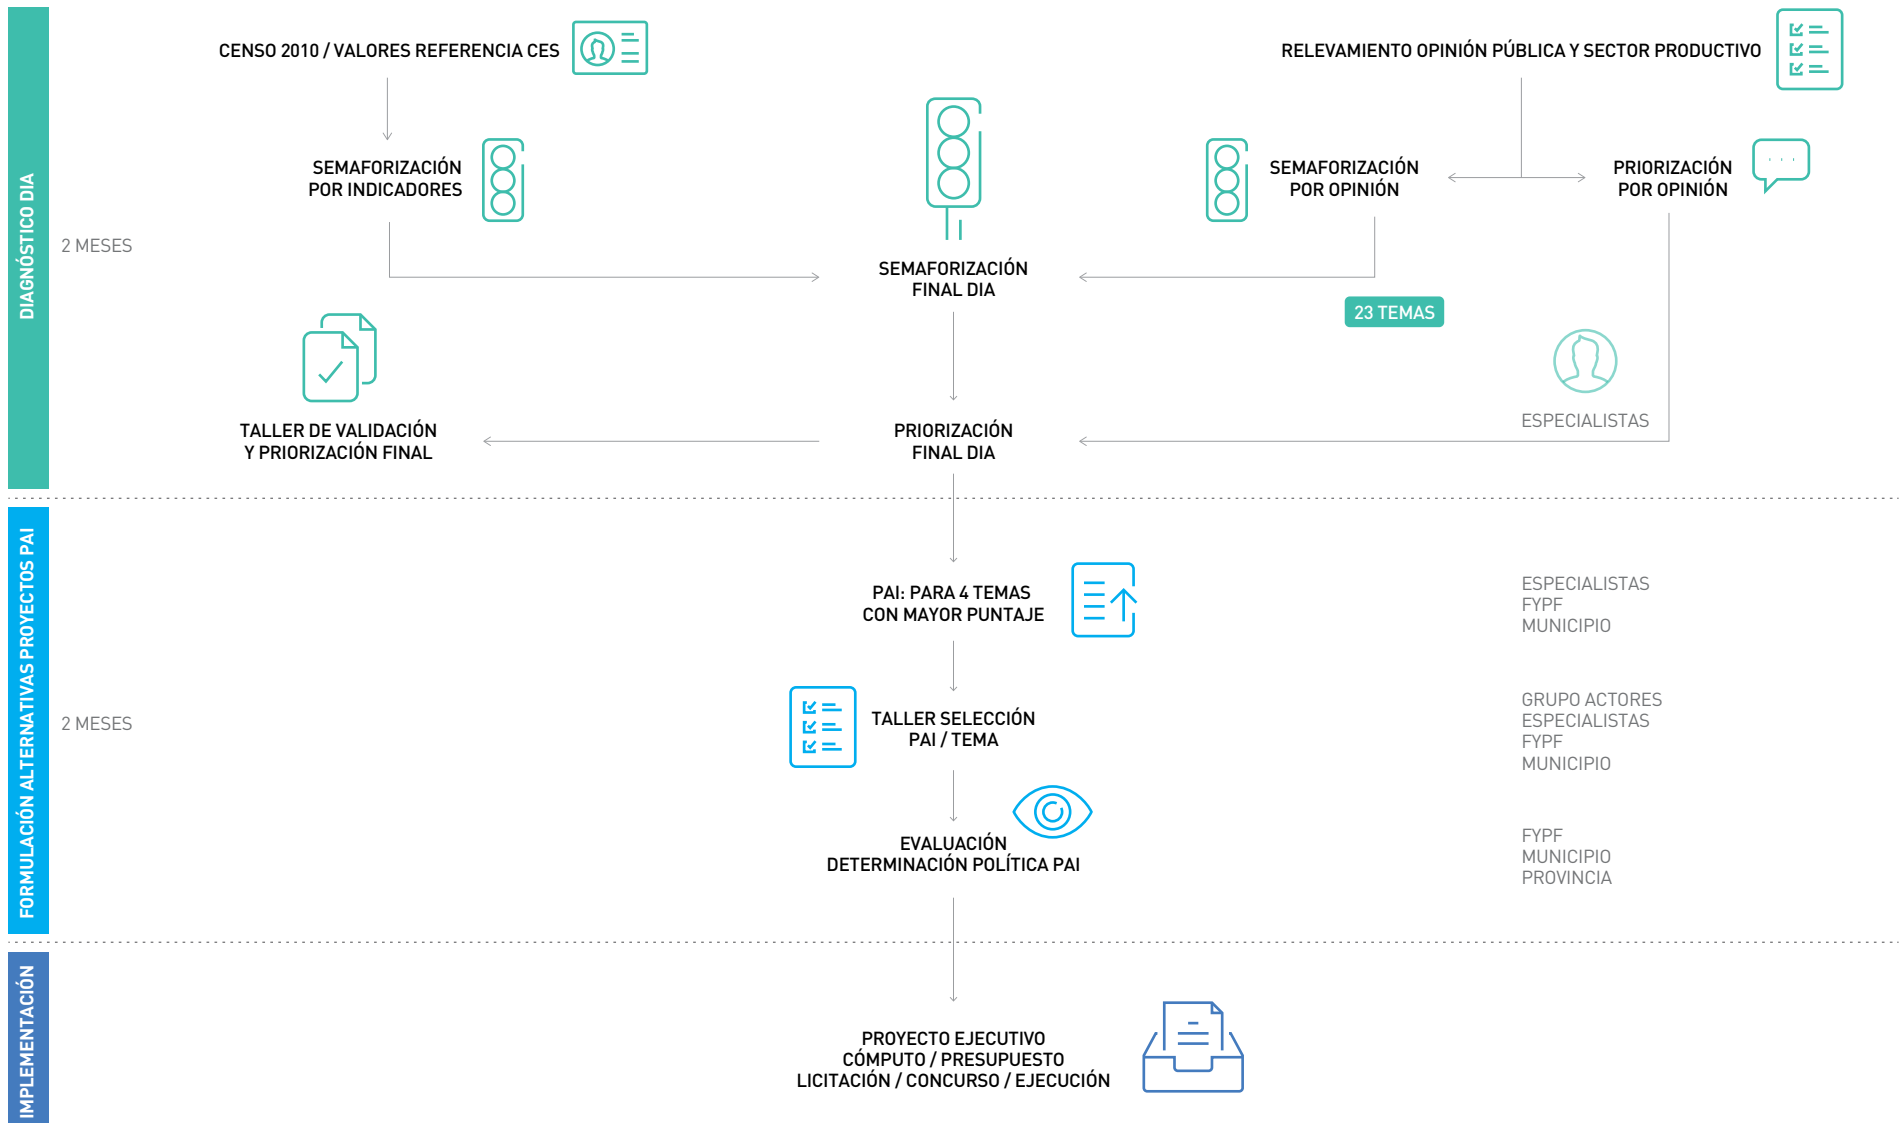 DIAGNÓSTICO DIA
2 MESES
CENSO 2010 / VALORES REFERENCIA CES
RELEVAMIENTO OPINIÓN PÚBLICA Y SECTOR PRODUCTIVO
SEMAFORIZACIÓN
POR INDICADORES
SEMAFORIZACIÓN
POR OPINIÓN
PRIORIZACIÓN
POR OPINIÓN
SEMAFORIZACIÓN
FINAL DIA
23 TEMAS
ESPECIALISTAS
TALLER DE VALIDACIÓN
Y PRIORIZACIÓN FINAL
PRIORIZACIÓN
FINAL DIA
FORMULACIÓN ALTERNATIVAS PROYECTOS PAI
2 MESES
PAI: PARA 4 TEMAS
CON MAYOR PUNTAJE
ESPECIALISTAS
FYPF
MUNICIPIO
TALLER SELECCIÓN
PAI / TEMA
GRUPO ACTORES
ESPECIALISTAS
FYPF
MUNICIPIO
EVALUACIÓN
DETERMINACIÓN POLÍTICA PAI
FYPF
MUNICIPIO
PROVINCIA
IMPLEMENTACIÓN
PROYECTO EJECUTIVO
CÓMPUTO / PRESUPUESTO
LICITACIÓN / CONCURSO / EJECUCIÓN